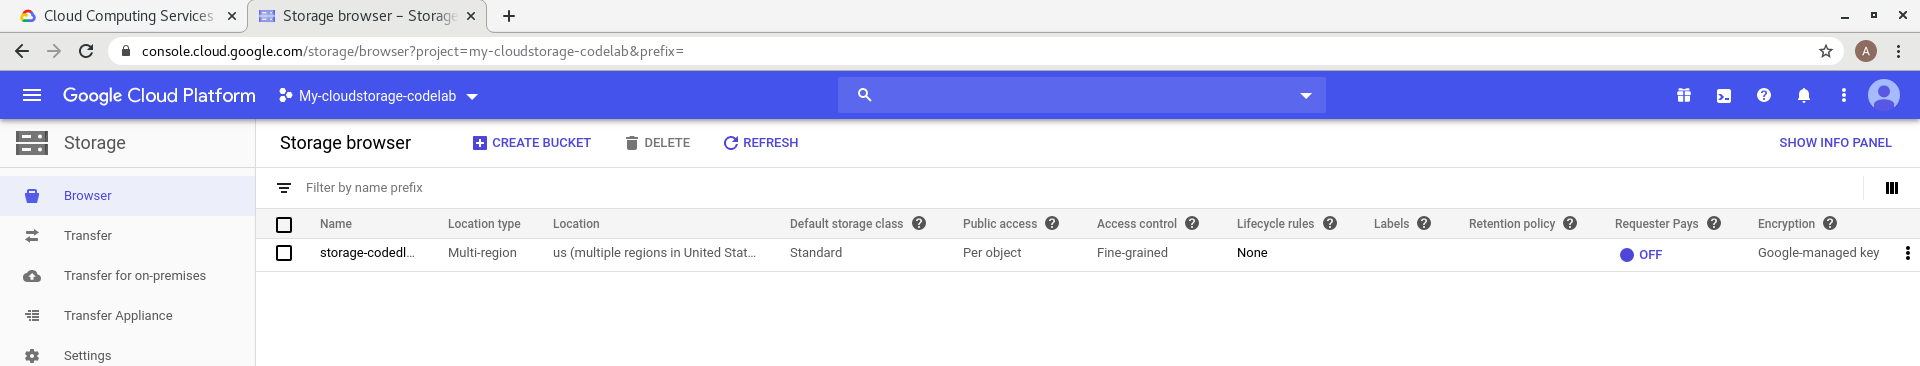 Cloud Computing Services
Storage browser – Storage
console.cloud.google.com/storage/browser?project=my-cloudstorage-codelab&prefix=
A
Google Cloud Platform
My-cloudstorage-codelab
Storage
Storage browser
CREATE BUCKET
DELETE
REFRESH
SHOW INFO PANEL
Browser
Transfer
Transfer for on-premises
Transfer Appliance
Settings
Filter by name prefix
Name Location type Location Default storage class Public access Access control Lifecycle rules Labels Retention policy Requester Pays Encryption
storage-codedl... Multi-region us (multiple regions in United Stat... Standard Per object Fine-grained None OFF Google-managed key